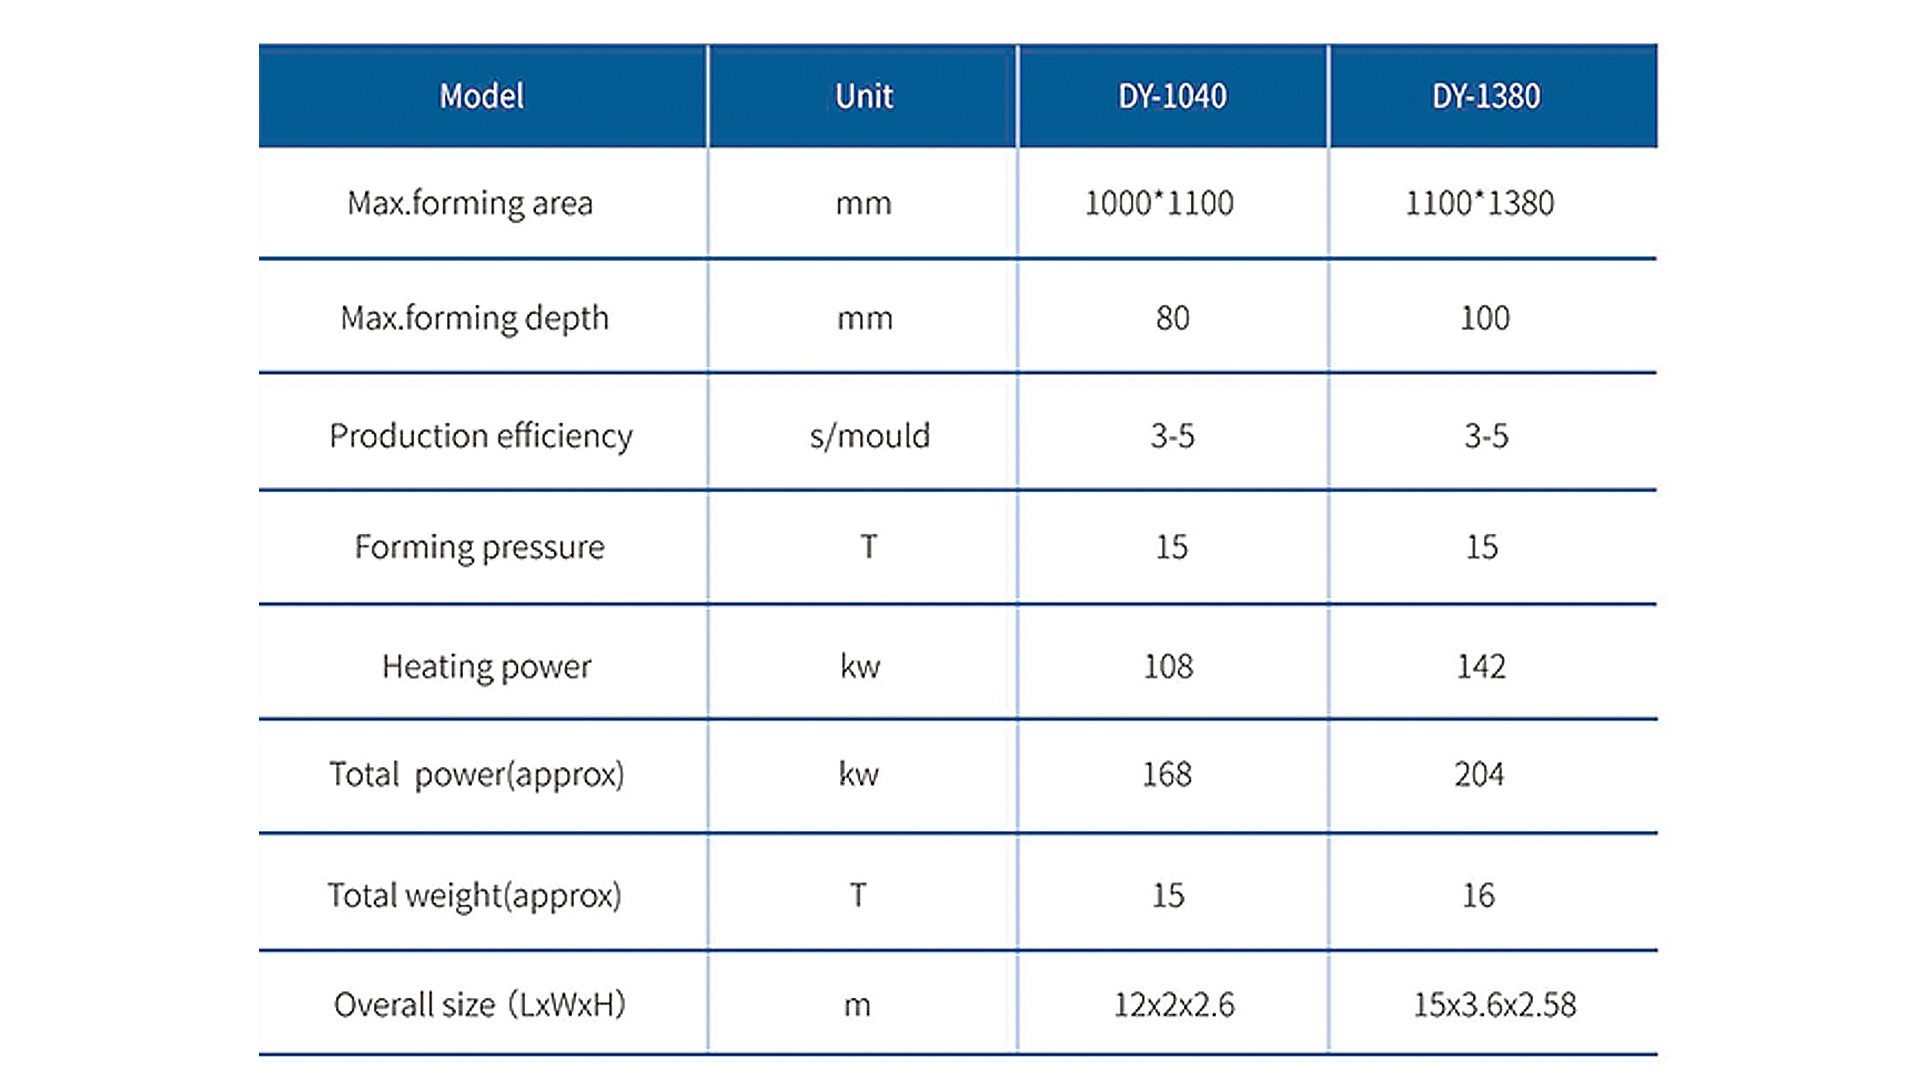 Model Unit DY-1040 DY-1380
Max.forming area mm 1000*1100 1100*1380
Max.forming depth mm 80 100
Production efficiency s/mould 3-5 3-5
Forming pressure T 15 15
Heating power kw 108 142
Total  power(approx) kw 168 204
Total weight(approx) T 15 16
Overall size（LxWxH） m 12x2x2.6 15x3.6x2.58